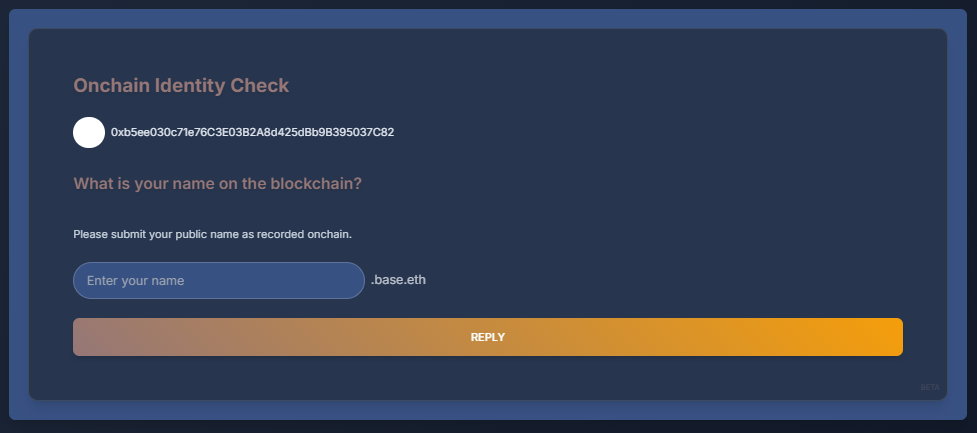 Onchain Identity Check
0xb5ee030c71e76C3E03B2A8d425dBb9B395037C82
What is your name on the blockchain?
Please submit your public name as recorded onchain.
Enter your name .base.eth
REPLY
BETA